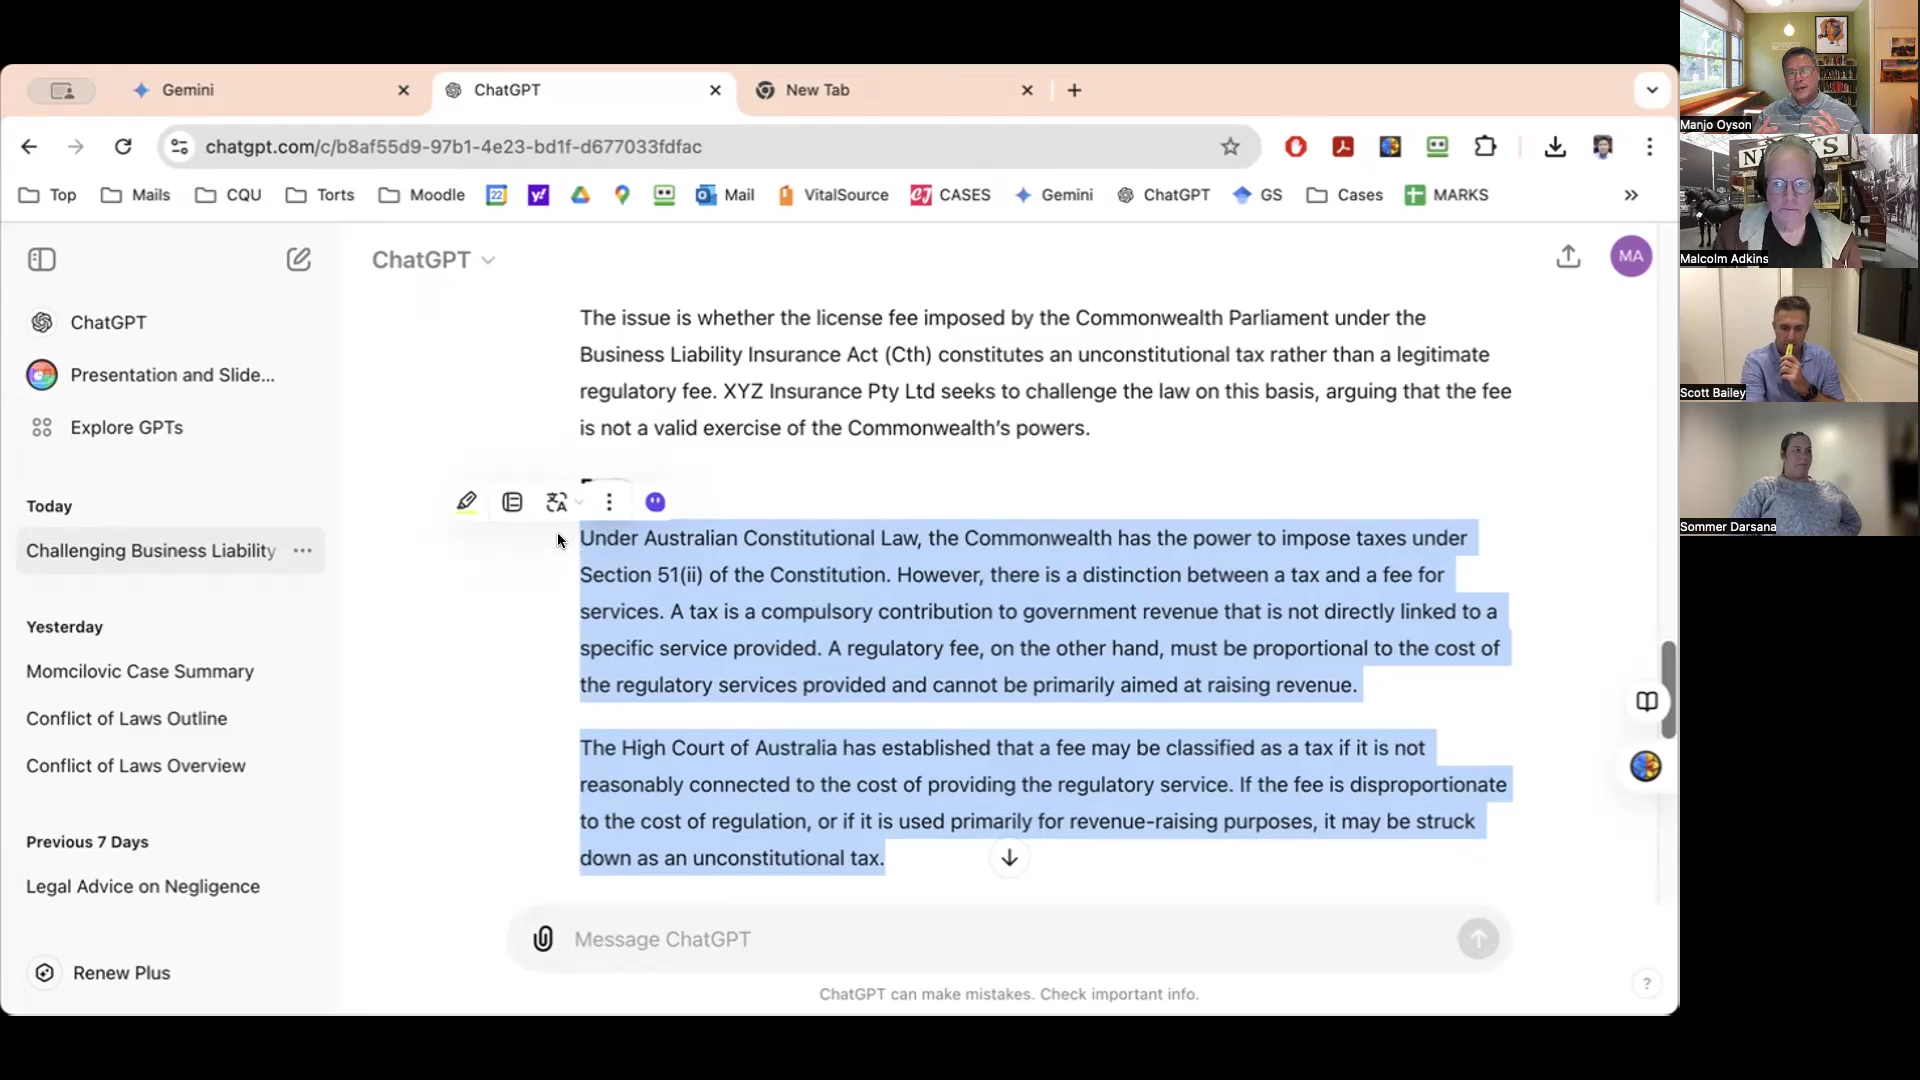 Gemini
ChatGPT
New Tab
chatgpt.com/c/b8af55d9-97b1-4e23-bd1f-d677033fdfac
Top
Mails
CQU
Torts
Moodle
22
y!
Mail
VitalSource
CJ CASES
Gemini
ChatGPT
GS
Cases
MARKS
ChatGPT
Presentation and Slide...
Explore GPTs
Today
Challenging Business Liability
Yesterday
Momcilovic Case Summary
Conflict of Laws Outline
Conflict of Laws Overview
Previous 7 Days
Legal Advice on Negligence
Renew Plus
ChatGPT
MA
The issue is whether the license fee imposed by the Commonwealth Parliament under the
Business Liability Insurance Act (Cth) constitutes an unconstitutional tax rather than a legitimate
regulatory fee. XYZ Insurance Pty Ltd seeks to challenge the law on this basis, arguing that the fee
is not a valid exercise of the Commonwealth’s powers.
Under Australian Constitutional Law, the Commonwealth has the power to impose taxes under
Section 51(ii) of the Constitution. However, there is a distinction between a tax and a fee for
services. A tax is a compulsory contribution to government revenue that is not directly linked to a
specific service provided. A regulatory fee, on the other hand, must be proportional to the cost of
the regulatory services provided and cannot be primarily aimed at raising revenue.
The High Court of Australia has established that a fee may be classified as a tax if it is not
reasonably connected to the cost of providing the regulatory service. If the fee is disproportionate
to the cost of regulation, or if it is used primarily for revenue-raising purposes, it may be struck
down as an unconstitutional tax.
Message ChatGPT
ChatGPT can make mistakes. Check important info.
?
Manjo Oyson
Malcolm Adkins
Scott Bailey
Sommer Darsana